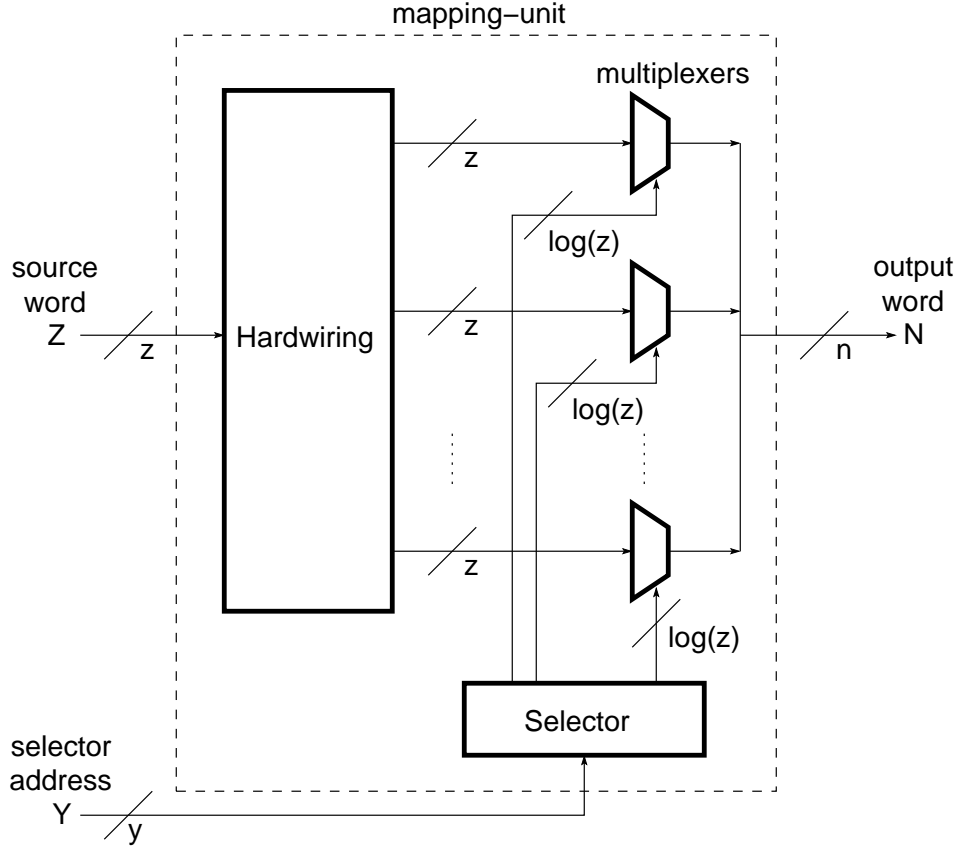 mapping−unit
multiplexers
z
log(z)
source
word
Z
z
Hardwiring
z
log(z)
output
word
N
n
z
log(z)
Selector
selector
address
Y
y